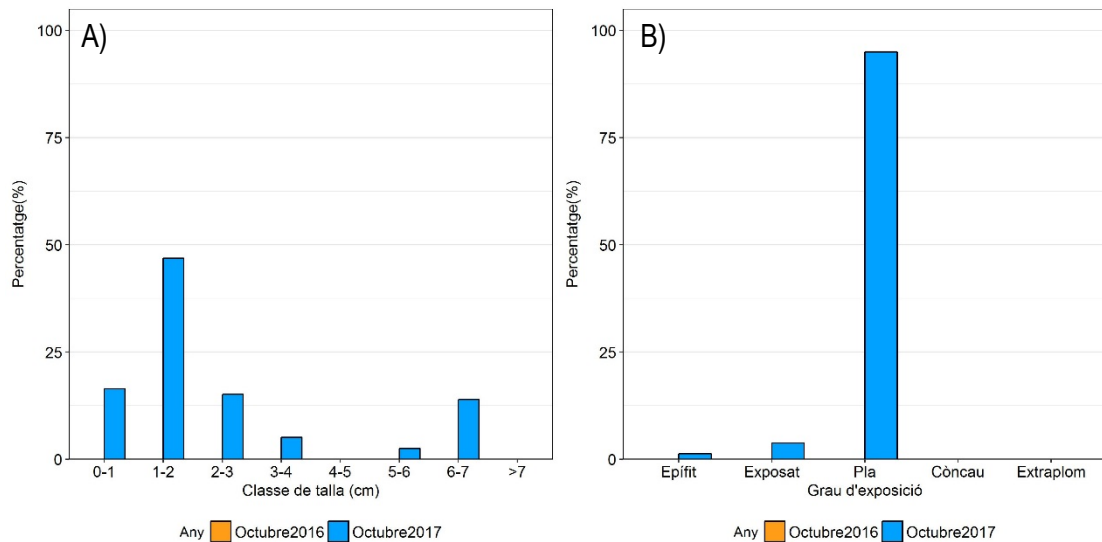 A)
Percentatge(%)
100
75
50
25
0
0-1 1-2 2-3 3-4 4-5 5-6 6-7 >7
Classe de talla (cm)
Any Octubre2016 Octubre2017
B)
Percentatge(%)
100
75
50
25
0
Epífit Exposat Pla Còncau Extraplom
Grau d'exposició
Any Octubre2016 Octubre2017